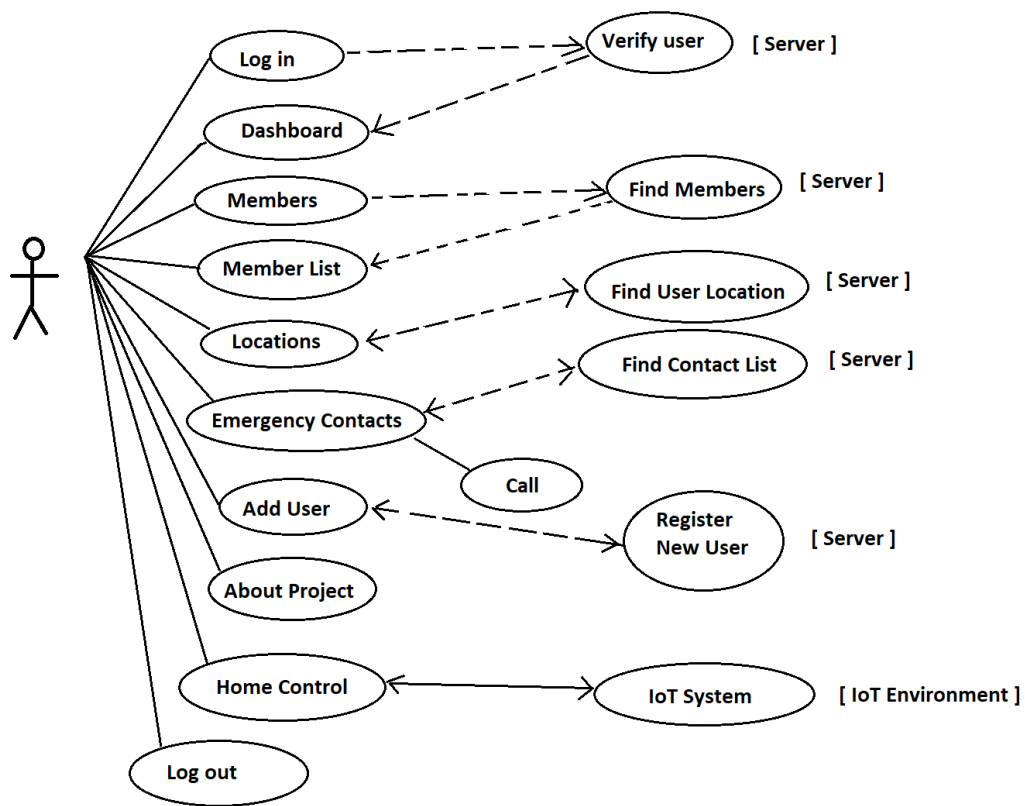 Log in
Verify user
[ Server ]
Dashboard
Members
Find Members
[ Server ]
Member List
Find User Location
[ Server ]
Locations
Find Contact List
[ Server ]
Emergency Contacts
Call
Add User
Register
New User
[ Server ]
About Project
Home Control
IoT System
[ IoT Environment ]
Log out